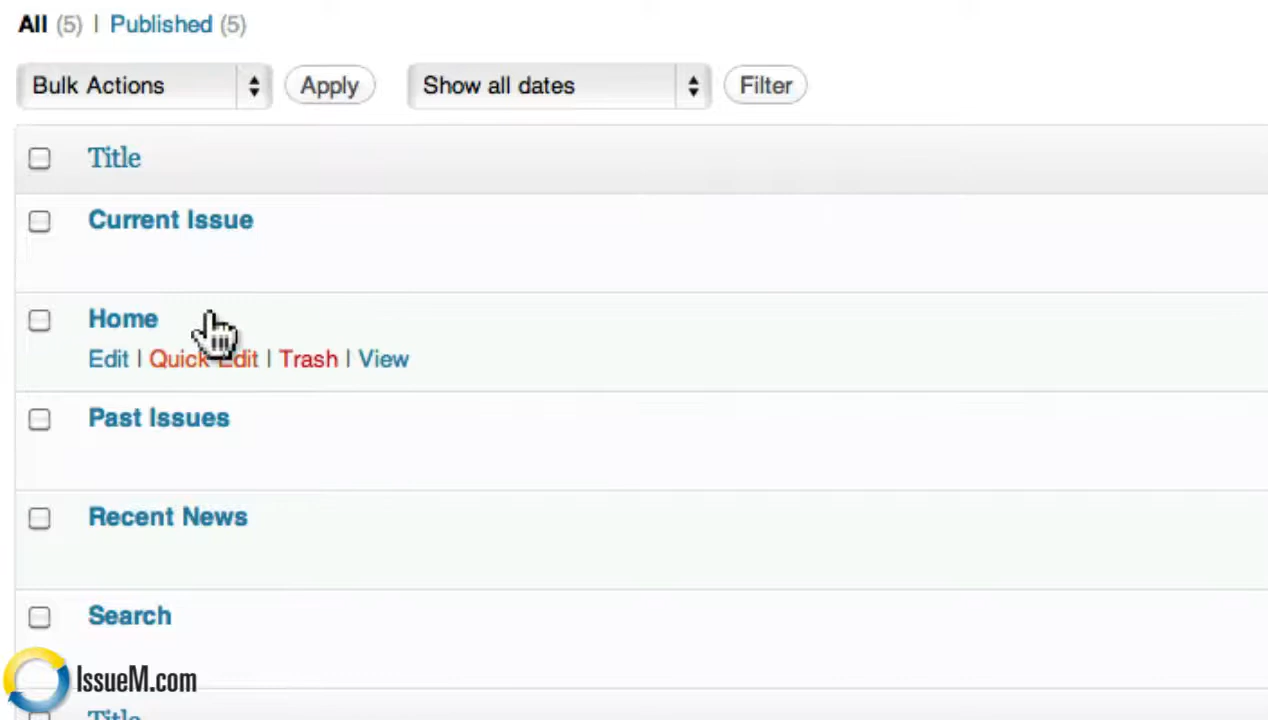 All (5) | Published (5)
Bulk Actions Apply Show all dates Filter
Title
Current Issue
Home
Edit | Quick Edit | Trash | View
Past Issues
Recent News
Search
IssueM.com
Title